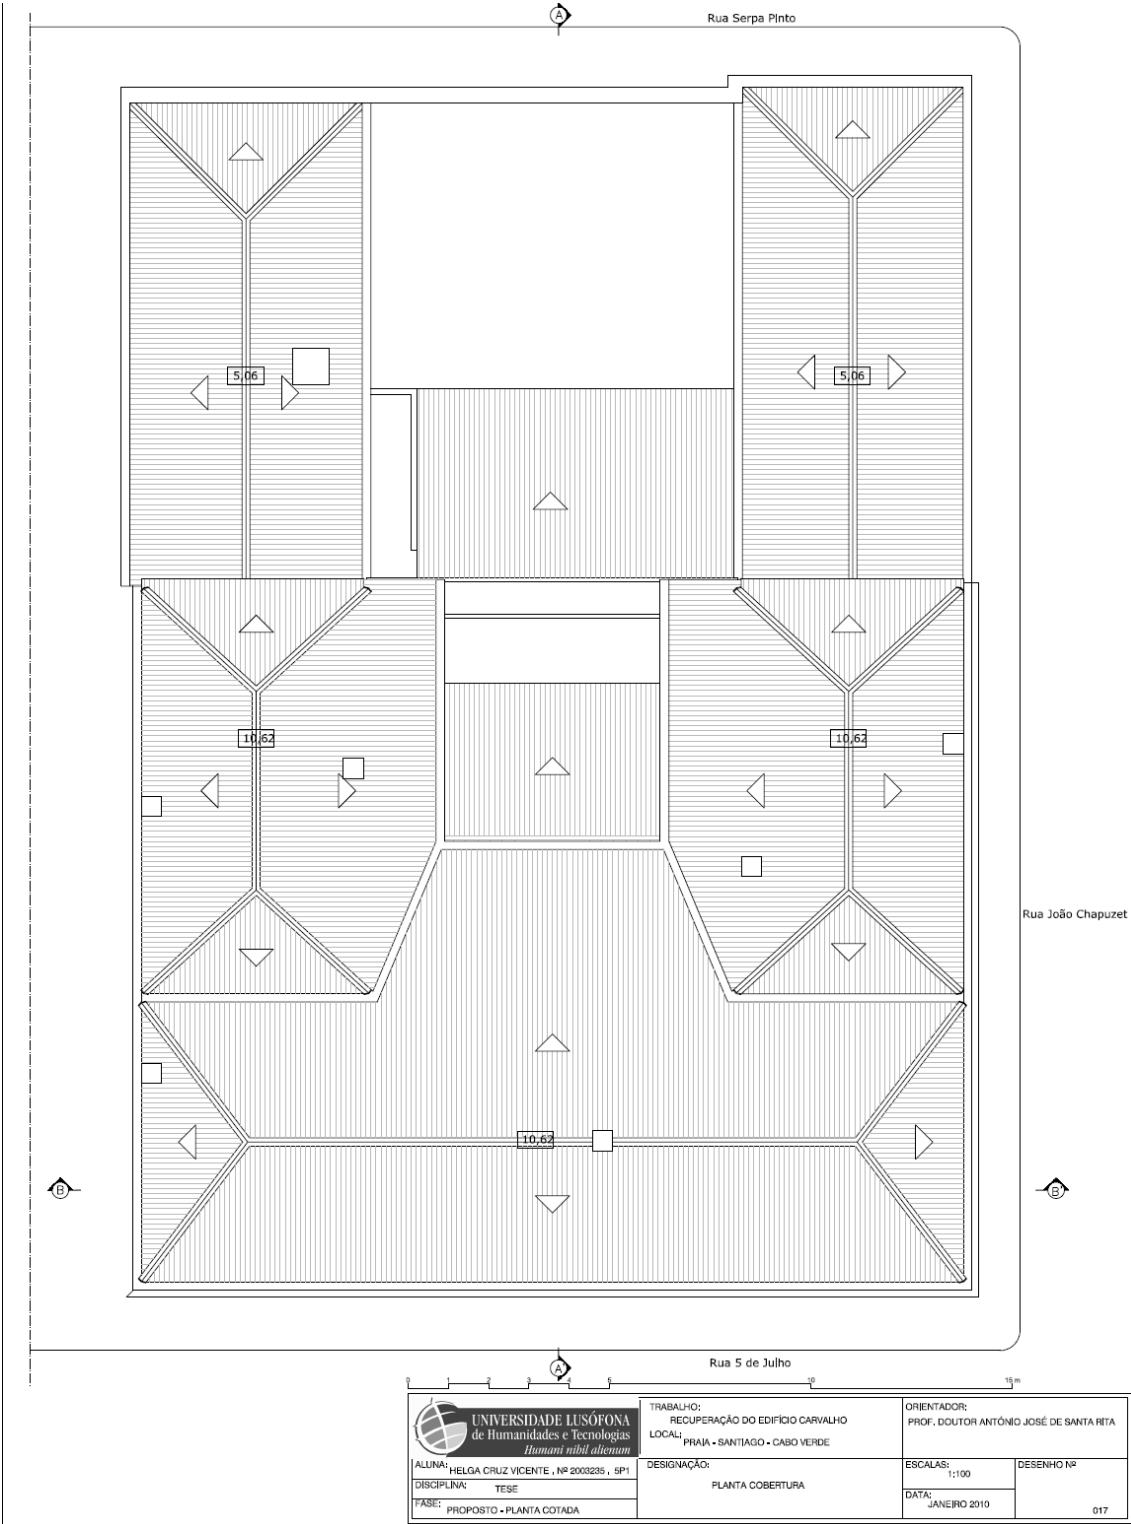 A
Rua Serpa Pinto
5,06
5,06
10,62
10,62
Rua João Chapuzet
10,62
B
B'
Rua 5 de Julho
A'
0 1 2 3 4 5 10 15 m
UNIVERSIDADE LUSÓFONA
de Humanidades e Tecnologias
Humani nihil alienum
ALUNA: HELGA CRUZ VICENTE , Nº 2003235 , 5P1
DISCIPLINA: TESE
FASE: PROPOSTO - PLANTA COTADA
TRABALHO:
RECUPERAÇÃO DO EDIFÍCIO CARVALHO
LOCAL: PRAIA - SANTIAGO - CABO VERDE
DESIGNAÇÃO:
PLANTA COBERTURA
ORIENTADOR:
PROF. DOUTOR ANTÓNIO JOSÉ DE SANTA RITA
ESCALAS:
1:100
DATA:
JANEIRO 2010
DESENHO Nº
017